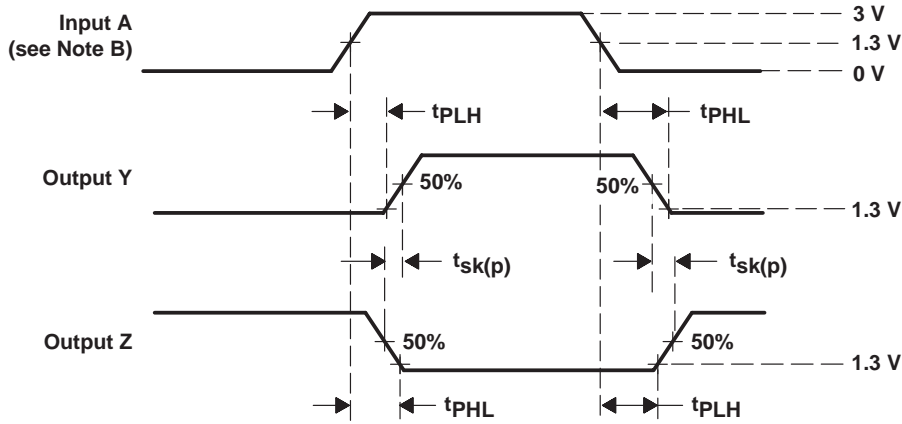 Input A
(see Note B)
3 V
1.3 V
0 V
tPLH
tPHL
Output Y
50%
50%
1.3 V
tsk(p)
tsk(p)
Output Z
50%
50%
1.3 V
tPHL
tPLH